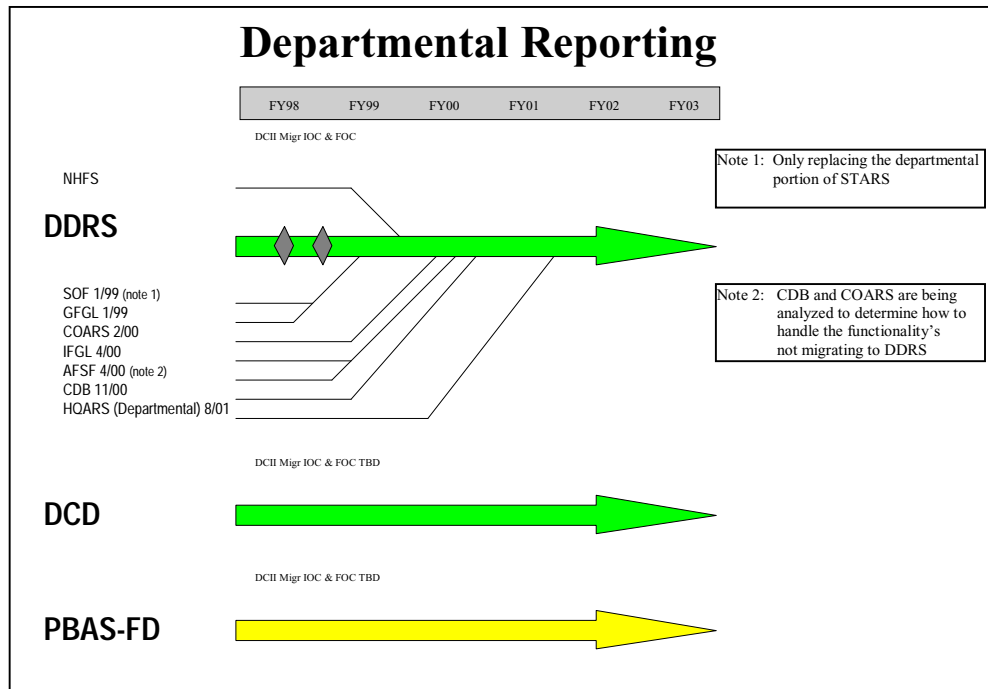 Departmental Reporting
FY98 FY99 FY00 FY01 FY02 FY03
DCII Migr IOC & FOC
Note 1: Only replacing the departmental
portion of STARS
NHFS
DDRS
SOF 1/99 (note 1)
GFGL 1/99
COARS 2/00
IFGL 4/00
AFSF 4/00 (note 2)
CDB 11/00
HQARS (Departmental) 8/01
Note 2: CDB and COARS are being
analyzed to determine how to
handle the functionality's
not migrating to DDRS
DCII Migr IOC & FOC TBD
DCD
DCII Migr IOC & FOC TBD
PBAS-FD